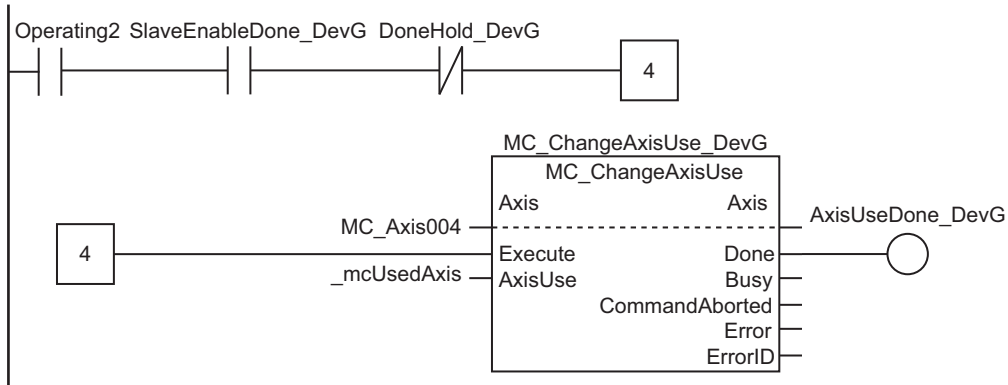 Operating2 SlaveEnableDone_DevG DoneHold_DevG
4
MC_ChangeAxisUse_DevG
MC_ChangeAxisUse
Axis Axis
MC_Axis004
AxisUseDone_DevG
4
Execute Done
_mcUsedAxis AxisUse Busy
CommandAborted
Error
ErrorID